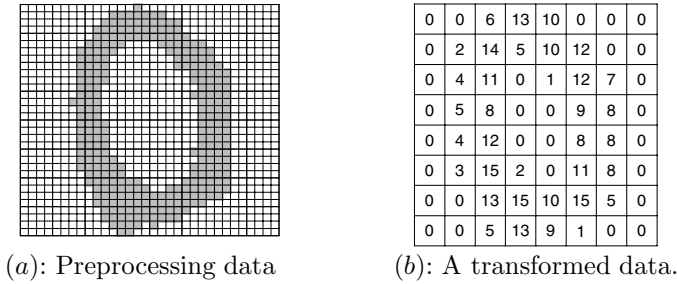 0 0 6 13 10 0 0 0
0 2 14 5 10 12 0 0
0 4 11 0 1 12 7 0
0 5 8 0 0 9 8 0
0 4 12 0 0 8 8 0
0 3 15 2 0 11 8 0
0 0 13 15 10 15 5 0
0 0 5 13 9 1 0 0
(a): Preprocessing data
(b): A transformed data.